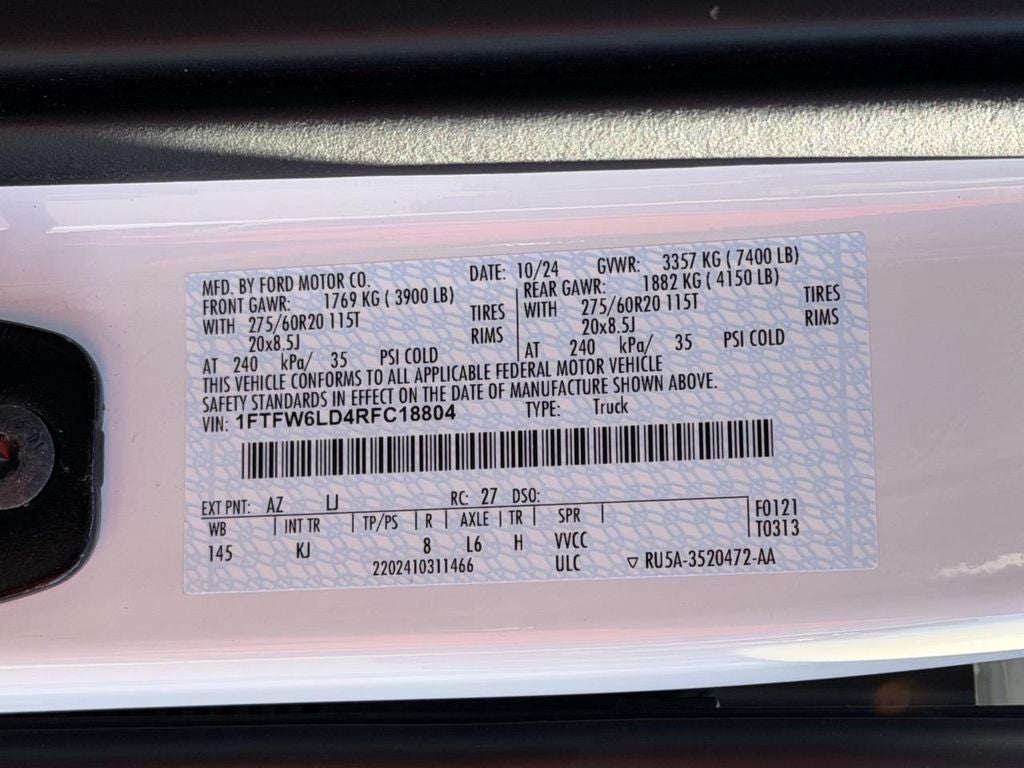 MFD. BY FORD MOTOR CO. DATE: 10/24 GVWR: 3357 KG ( 7400 LB)
FRONT GAWR: 1769 KG ( 3900 LB) REAR GAWR: 1882 KG ( 4150 LB)
WITH 275/60R20 115T TIRES WITH 275/60R20 115T TIRES
20x8.5J RIMS 20x8.5J RIMS
AT 240 kPa/ 35 PSI COLD AT 240 kPa/ 35 PSI COLD
THIS VEHICLE CONFORMS TO ALL APPLICABLE FEDERAL MOTOR VEHICLE
SAFETY STANDARDS IN EFFECT ON THE DATE OF MANUFACTURE SHOWN ABOVE.
VIN: 1FTFW6LD4RFC18804 TYPE: Truck
EXT PNT: AZ LJ RC: 27 DSO:
WB INT TR TP/PS R AXLE TR SPR F0121
145 KJ 8 L6 H VVCC T0313
2202410311466 ULC ▽ RU5A-3520472-AA